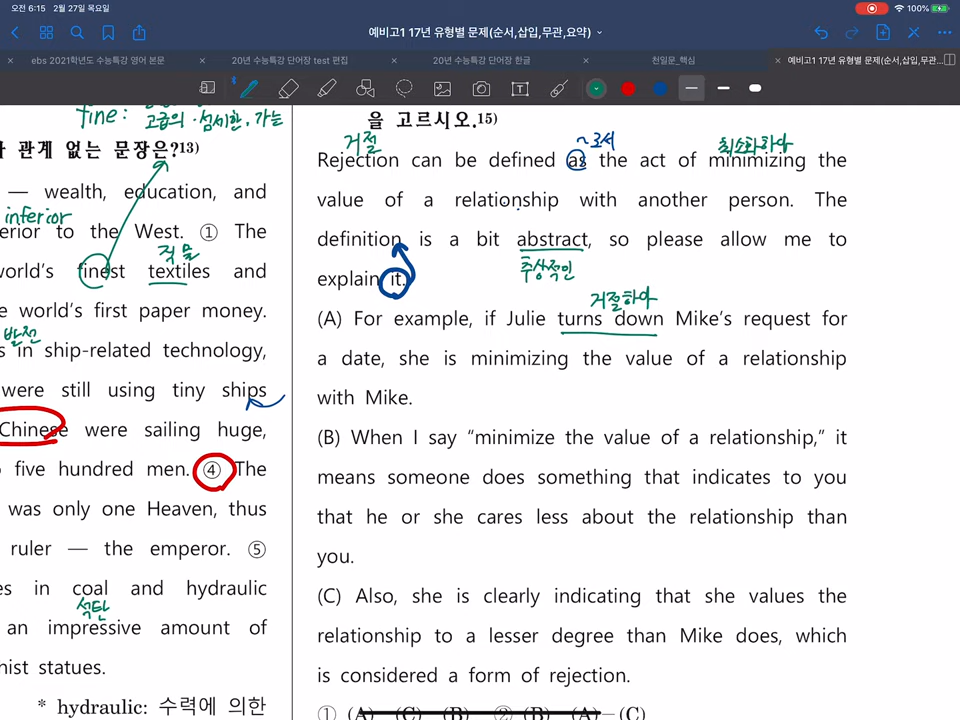 오전 6:15 2월 27일 목요일
100%
예비고1 17년 유형별 문제(순서,삽입,무관,요약)
ebs 2021학년도 수능특강 영어 본문
20년 수능특강 단어장 test 편집
20년 수능특강 단어장 한글
천일문_핵심
예비고1 17년 유형별 문제(순서,삽입,무관,요약)
fine:
고급의·섬세한, 가는
관계 없는 문장은?13)
— wealth, education, and
inferior
erior to the West. ① The
직물
world's finest textiles and
e world's first paper money.
발전
s in ship-related technology,
were still using tiny ships
Chinese were sailing huge,
five hundred men. ④ The
was only one Heaven, thus
ruler — the emperor. ⑤
es in coal and hydraulic
석탄
an impressive amount of
hist statues.
* hydraulic: 수력에 의한
을 고르시오.15)
거절
~로서
최소화하다
Rejection can be defined as the act of minimizing the
value of a relationship with another person. The
definition is a bit abstract, so please allow me to
추상적인
explain it.
거절하다
(A) For example, if Julie turns down Mike's request for
a date, she is minimizing the value of a relationship
with Mike.
(B) When I say “minimize the value of a relationship,” it
means someone does something that indicates to you
that he or she cares less about the relationship than
you.
(C) Also, she is clearly indicating that she values the
relationship to a lesser degree than Mike does, which
is considered a form of rejection.
① (A) — (C) — (B) ② (B) — (A) — (C)